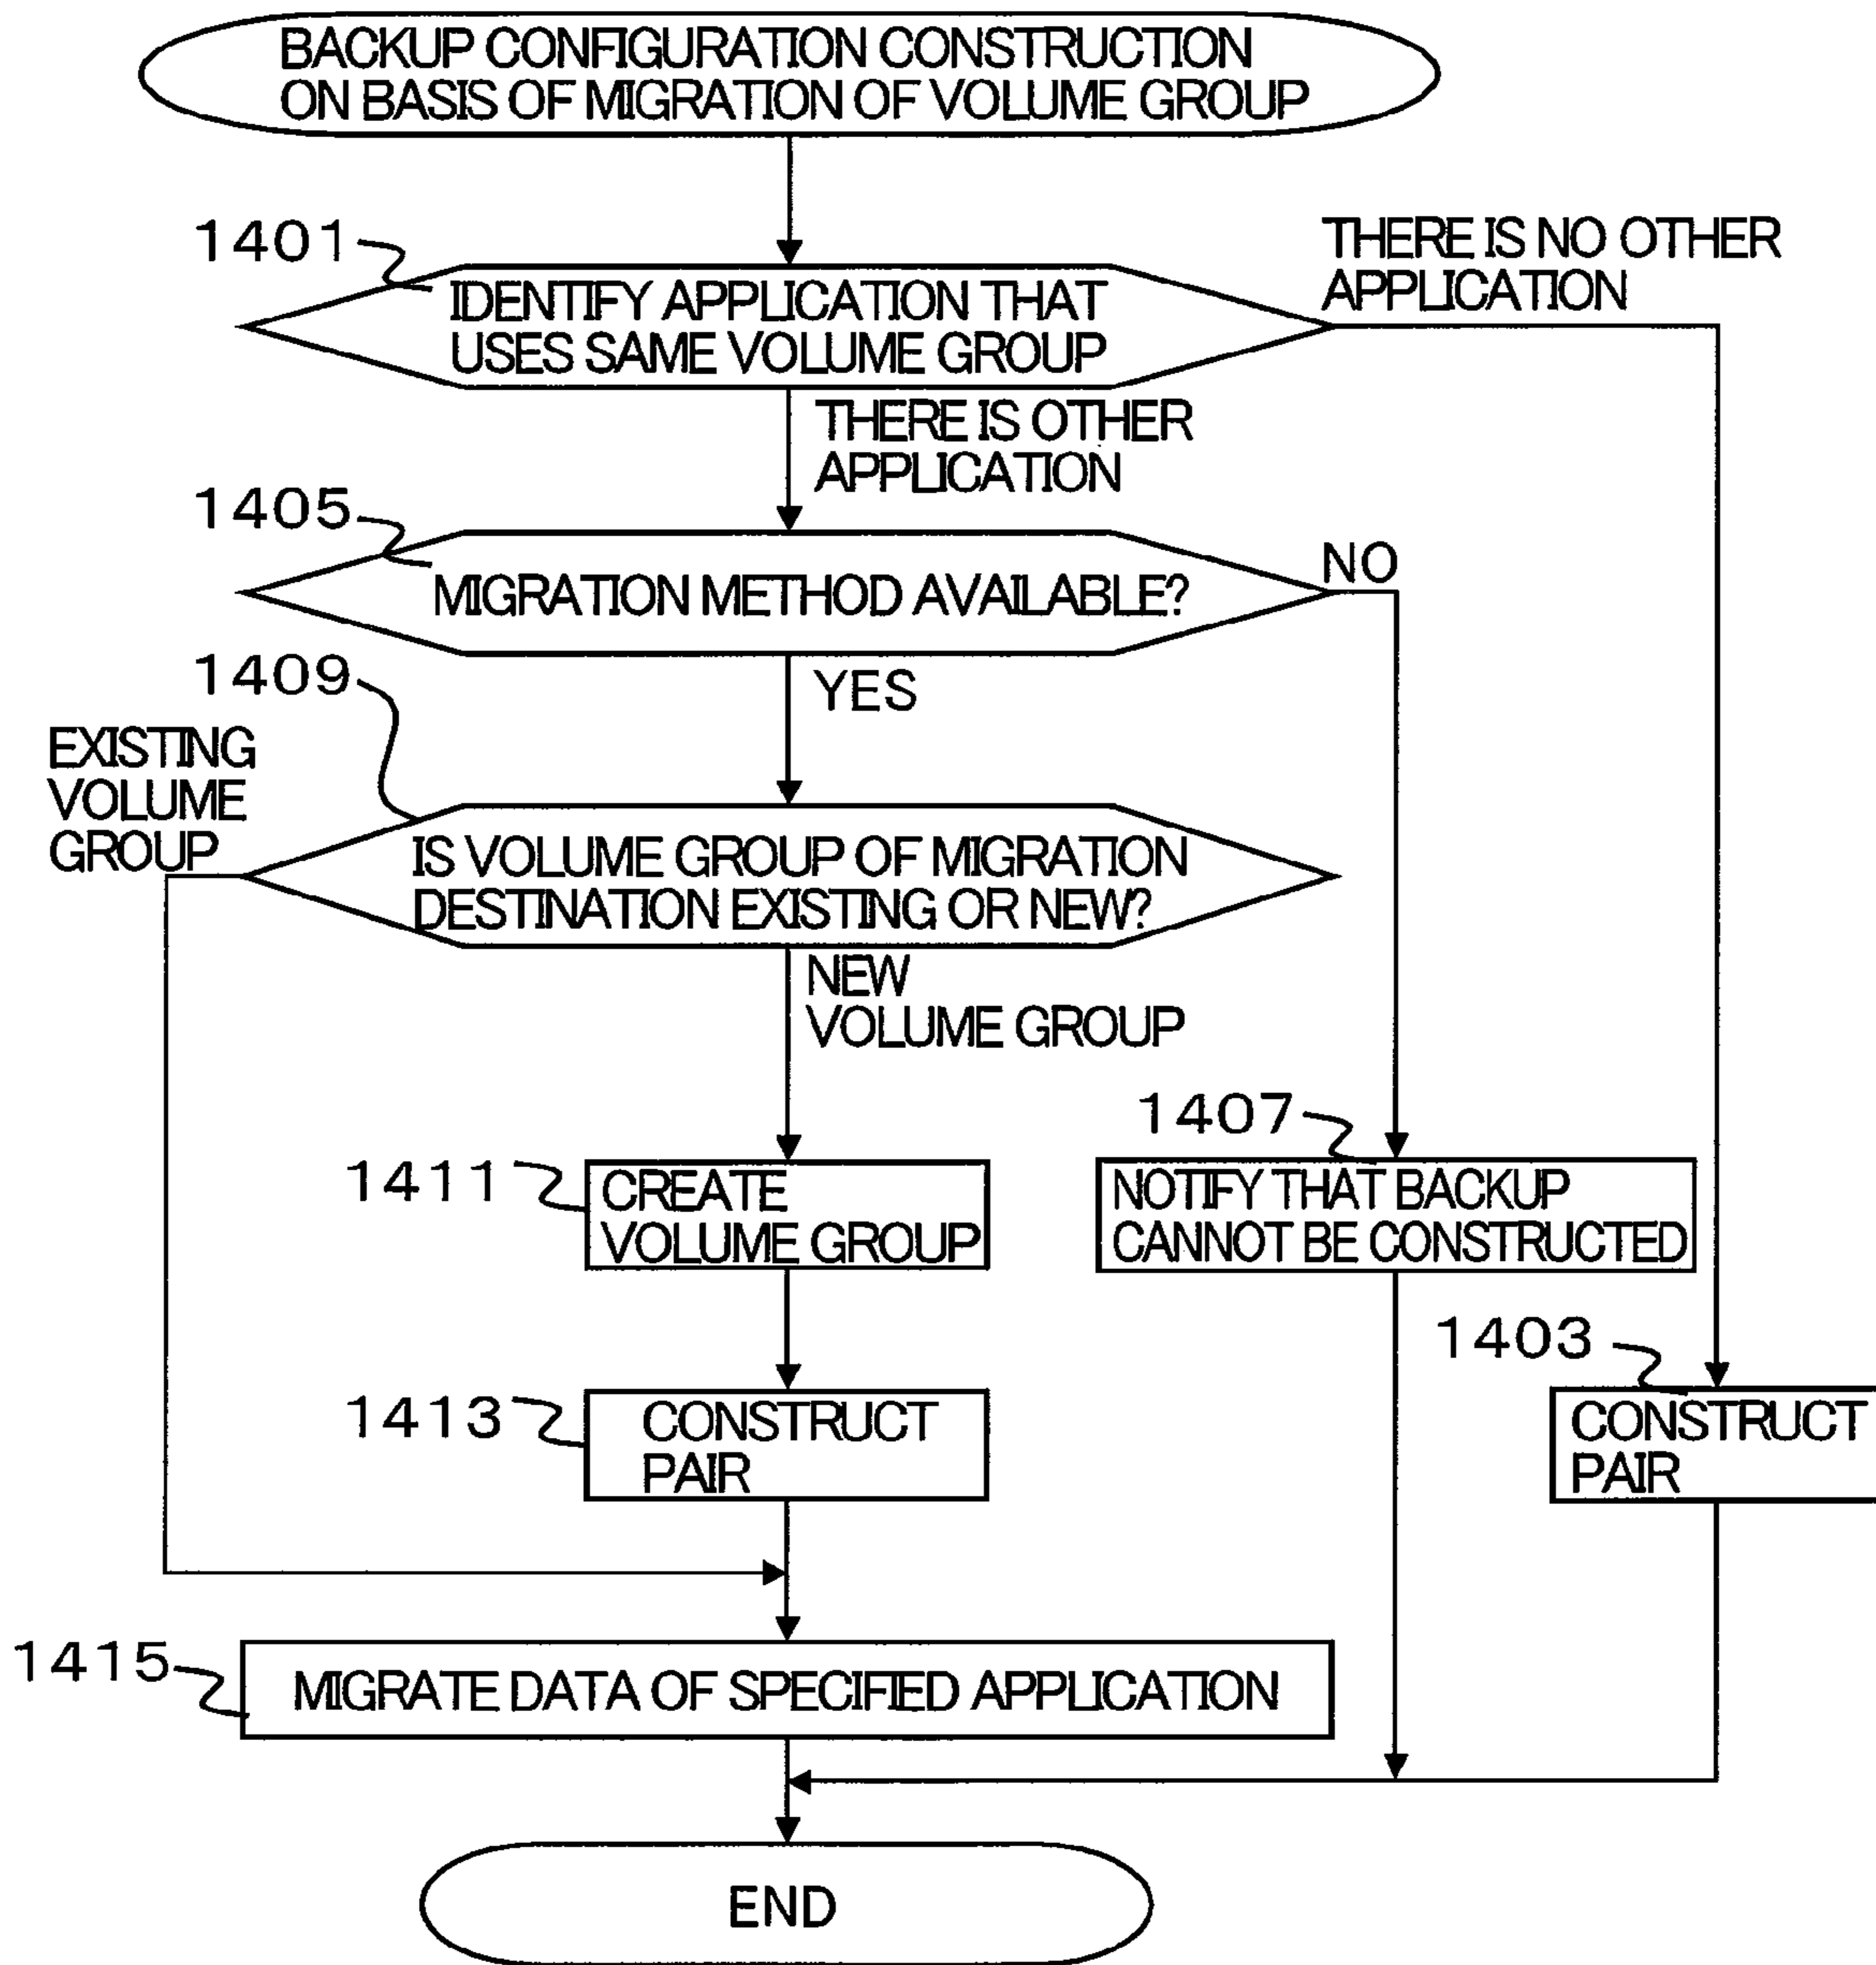 BACKUP CONFIGURATION CONSTRUCTION
ON BASIS OF MIGRATION OF VOLUME GROUP
1401
IDENTIFY APPLICATION THAT
USES SAME VOLUME GROUP
THERE IS NO OTHER
APPLICATION
THERE IS OTHER
APPLICATION
1405
MIGRATION METHOD AVAILABLE?
NO
YES
1409
EXISTING
VOLUME
GROUP
IS VOLUME GROUP OF MIGRATION
DESTINATION EXISTING OR NEW?
NEW
VOLUME GROUP
1411
CREATE
VOLUME GROUP
1407
NOTIFY THAT BACKUP
CANNOT BE CONSTRUCTED
1413
CONSTRUCT
PAIR
1403
CONSTRUCT
PAIR
1415
MIGRATE DATA OF SPECIFIED APPLICATION
END